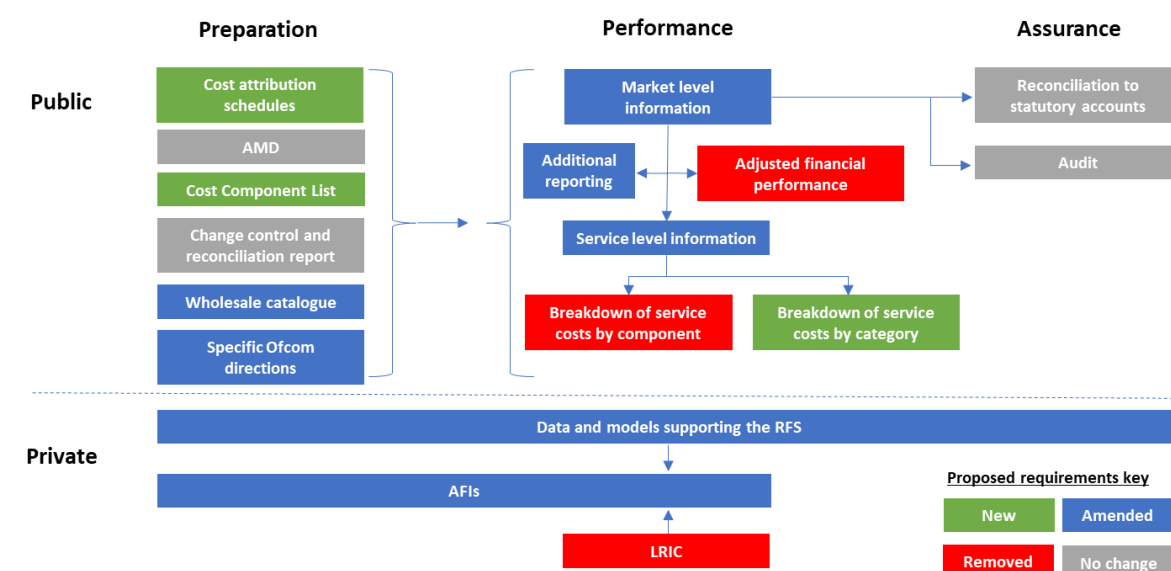 Preparation
Performance
Assurance
Public
Cost attribution
schedules
AMD
Cost Component List
Change control and
reconciliation report
Wholesale catalogue
Specific Ofcom
directions
Market level
information
Additional
reporting
Adjusted financial
performance
Service level information
Breakdown of service
costs by component
Breakdown of service
costs by category
Reconciliation to
statutory accounts
Audit
Private
Data and models supporting the RFS
AFIs
LRIC
Proposed requirements key
New
Amended
Removed
No change